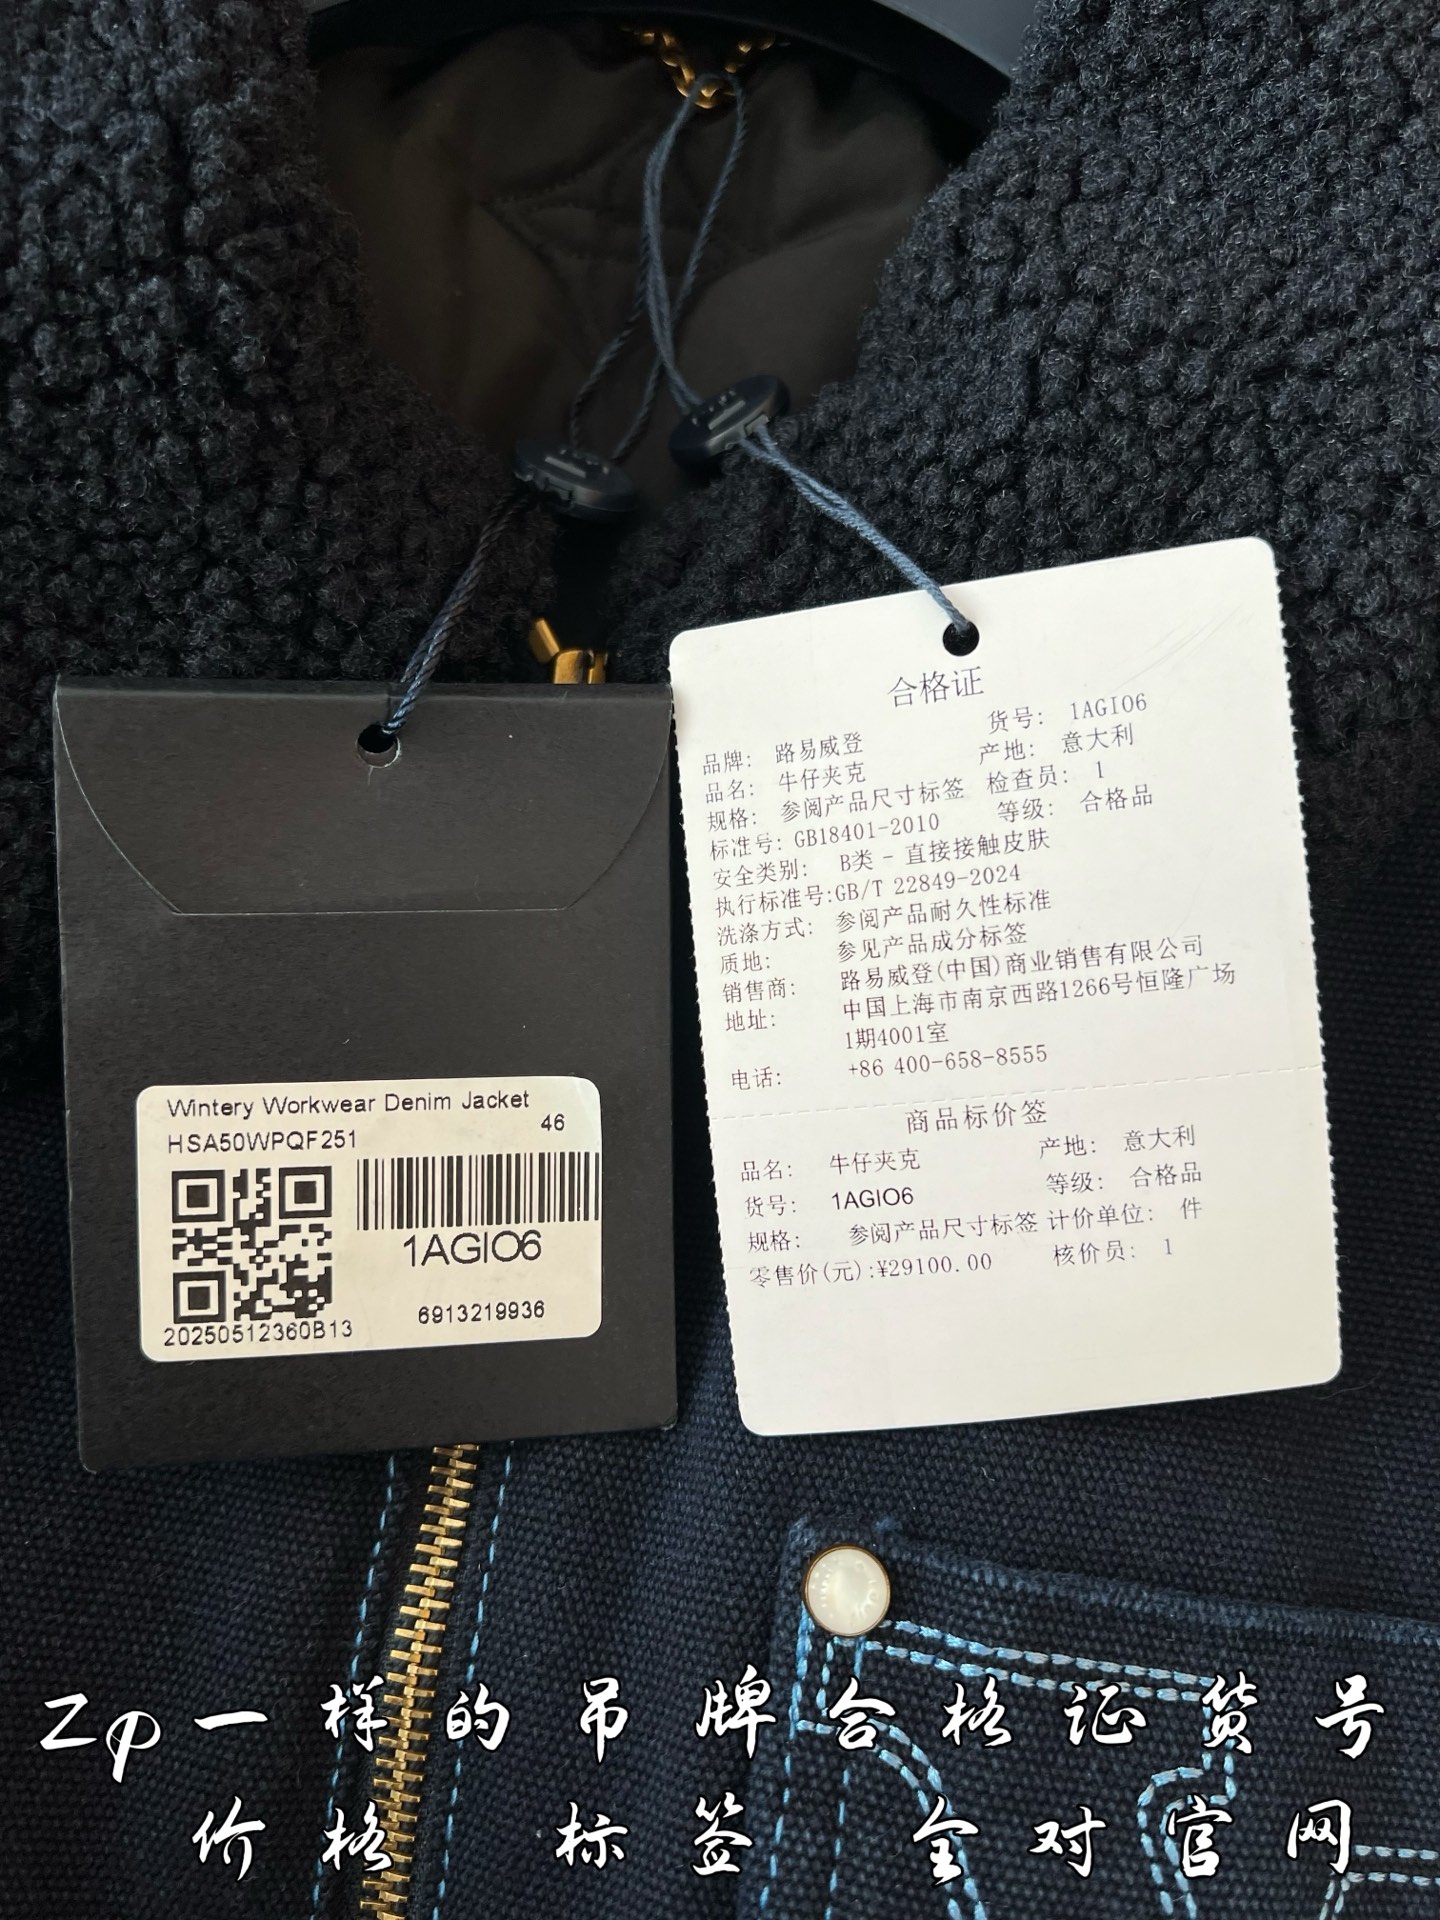 Wintery Workwear Denim Jacket
46
HSA50WPQF251
1AGIO6
6913219936
20250512360B13
合格证
货号: 1AGIO6
品牌: 路易威登
产地: 意大利
品名: 牛仔夹克
检查员: 1
规格: 参阅产品尺寸标签
等级: 合格品
标准号: GB18401-2010
安全类别: B类 - 直接接触皮肤
执行标准号:GB/T 22849-2024
洗涤方式: 参阅产品耐久性标准
质地: 参见产品成分标签
销售商: 路易威登(中国)商业销售有限公司
地址: 中国上海市南京西路1266号恒隆广场
1期4001室
电话: +86 400-658-8555
商品标价签
品名: 牛仔夹克 产地: 意大利
货号: 1AGIO6 等级: 合格品
规格: 参阅产品尺寸标签 计价单位: 件
零售价(元):¥29100.00 核价员: 1
Zp一样的吊牌合格证货号
价格 标签 全对官网